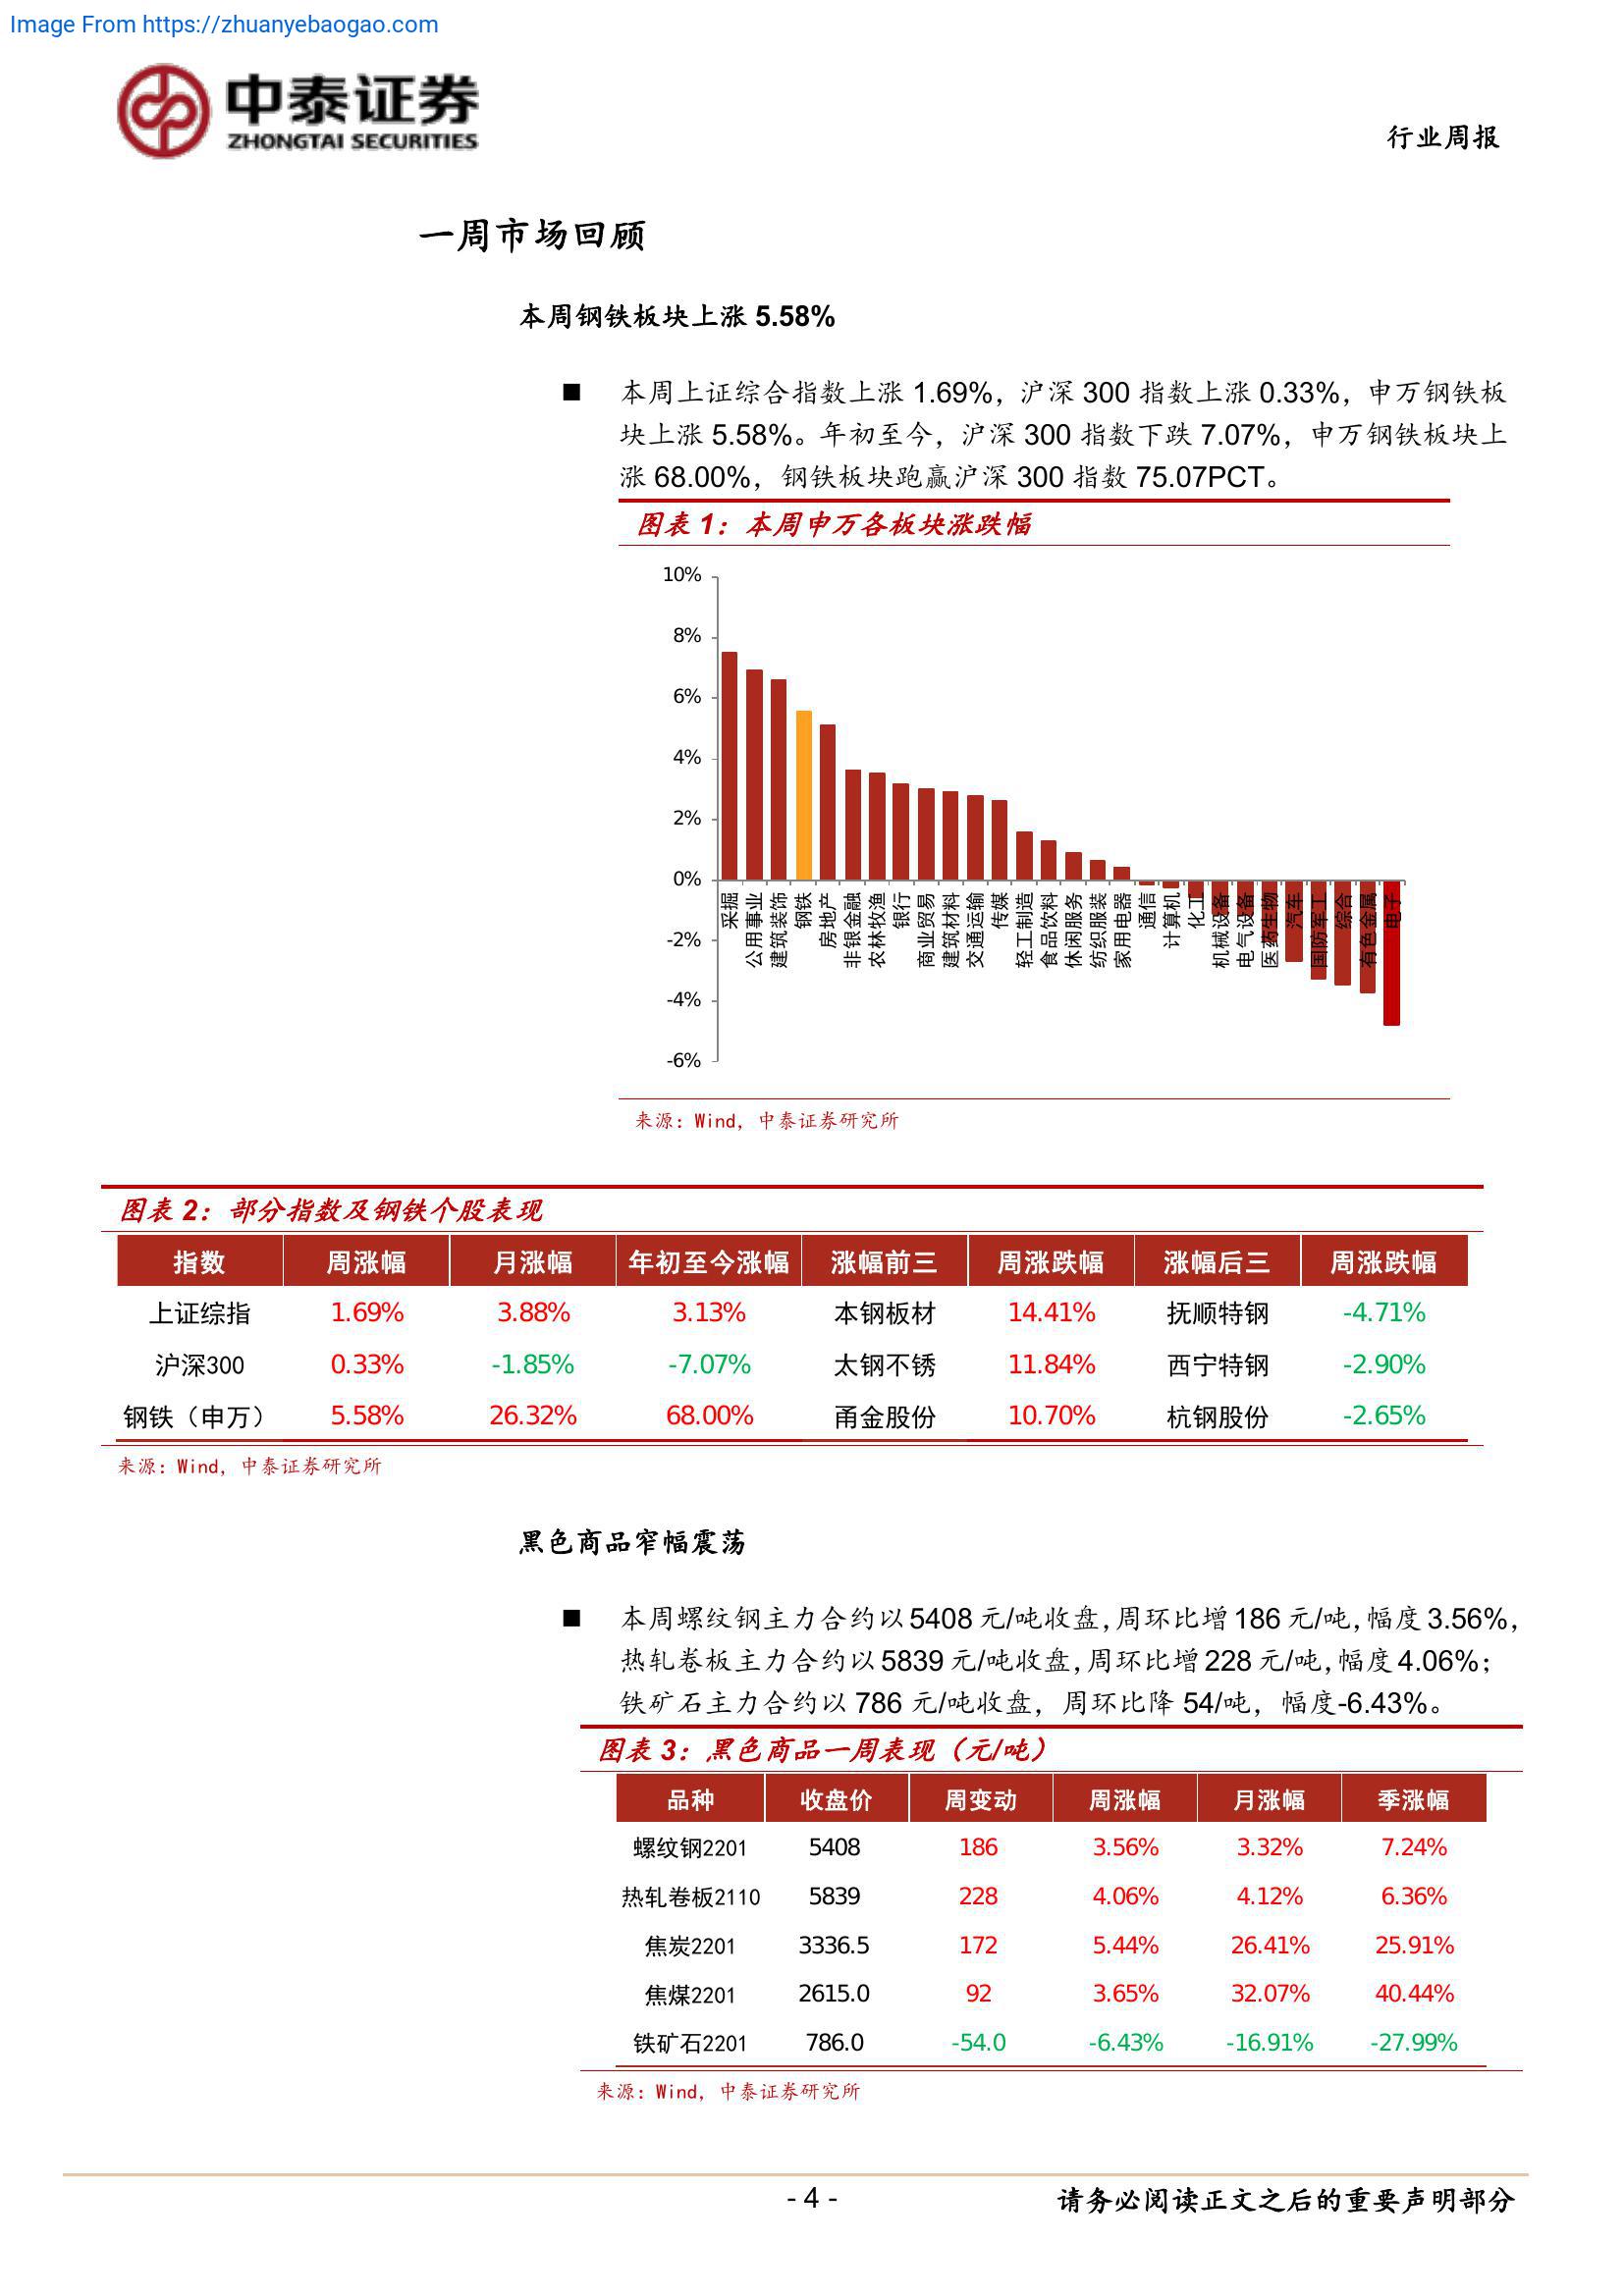 Image From https://zhuanyebaogao.com
中泰证券
ZHONGTAI SECURITIES
行业周报
一周市场回顾
本周钢铁板块上涨 5.58%
■ 本周上证综合指数上涨 1.69%，沪深 300 指数上涨 0.33%，申万钢铁板
块上涨 5.58%。年初至今，沪深 300 指数下跌 7.07%，申万钢铁板块上
涨 68.00%，钢铁板块跑赢沪深 300 指数 75.07PCT。
图表 1：本周申万各板块涨跌幅
10%
8%
6%
4%
2%
0%
-2%
-4%
-6%
采掘
公用事业
建筑装饰
钢铁
房地产
非银金融
农林牧渔
银行
商业贸易
建筑材料
交通运输
传媒
轻工制造
食品饮料
休闲服务
纺织服装
家用电器
通信
计算机
化工
机械设备
电气设备
医药生物
汽车
国防军工
综合
有色金属
电子
来源：Wind，中泰证券研究所
图表 2：部分指数及钢铁个股表现
指数 周涨幅 月涨幅 年初至今涨幅 涨幅前三 周涨跌幅 涨幅后三 周涨跌幅
上证综指 1.69% 3.88% 3.13% 本钢板材 14.41% 抚顺特钢 -4.71%
沪深300 0.33% -1.85% -7.07% 太钢不锈 11.84% 西宁特钢 -2.90%
钢铁（申万） 5.58% 26.32% 68.00% 甬金股份 10.70% 杭钢股份 -2.65%
来源：Wind，中泰证券研究所
黑色商品窄幅震荡
■ 本周螺纹钢主力合约以 5408 元/吨收盘，周环比增 186 元/吨，幅度 3.56%，
热轧卷板主力合约以 5839 元/吨收盘，周环比增 228 元/吨，幅度 4.06%；
铁矿石主力合约以 786 元/吨收盘，周环比降 54/吨，幅度-6.43%。
图表 3：黑色商品一周表现（元/吨）
品种 收盘价 周变动 周涨幅 月涨幅 季涨幅
螺纹钢2201 5408 186 3.56% 3.32% 7.24%
热轧卷板2110 5839 228 4.06% 4.12% 6.36%
焦炭2201 3336.5 172 5.44% 26.41% 25.91%
焦煤2201 2615.0 92 3.65% 32.07% 40.44%
铁矿石2201 786.0 -54.0 -6.43% -16.91% -27.99%
来源：Wind，中泰证券研究所
- 4 -
请务必阅读正文之后的重要声明部分